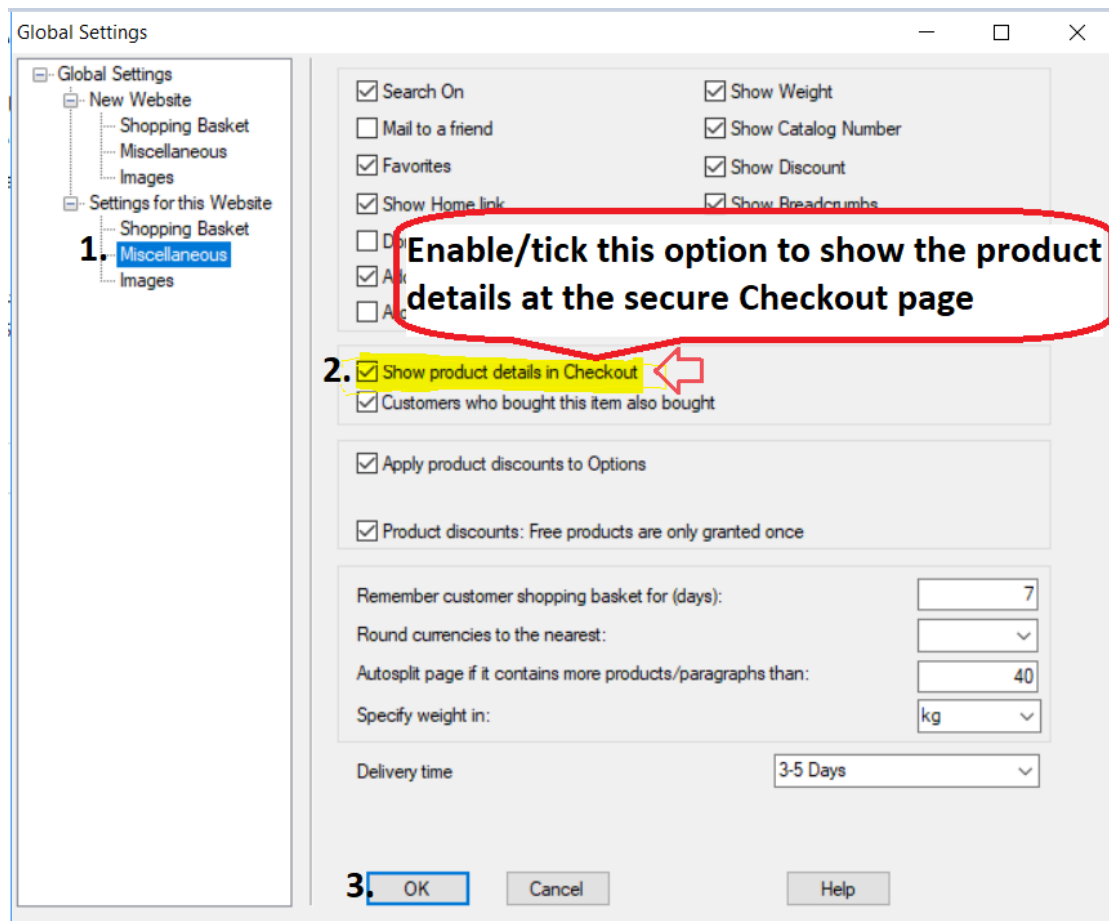 Global Settings
Global Settings
New Website
Shopping Basket
Miscellaneous
Images
Settings for this Website
Shopping Basket
1. Miscellaneous
Images
Search On
Show Weight
Mail to a friend
Show Catalog Number
Favorites
Show Discount
Show Home link
Show Breadcrumbs
Enable/tick this option to show the product
details at the secure Checkout page
2. Show product details in Checkout
Customers who bought this item also bought
Apply product discounts to Options
Product discounts: Free products are only granted once
Remember customer shopping basket for (days): 7
Round currencies to the nearest:
Autosplit page if it contains more products/paragraphs than: 40
Specify weight in: kg
Delivery time 3-5 Days
3. OK Cancel Help